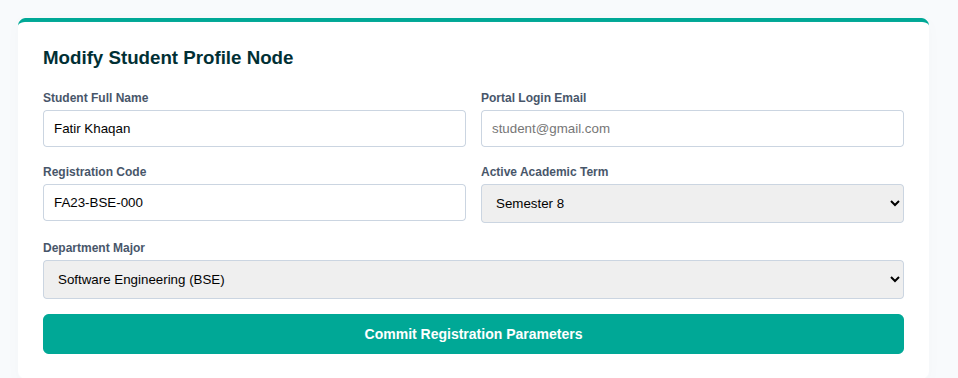 Modify Student Profile Node
Student Full Name
Portal Login Email
Fatir Khaqan
student@gmail.com
Registration Code
Active Academic Term
FA23-BSE-000
Semester 8
Department Major
Software Engineering (BSE)
Commit Registration Parameters